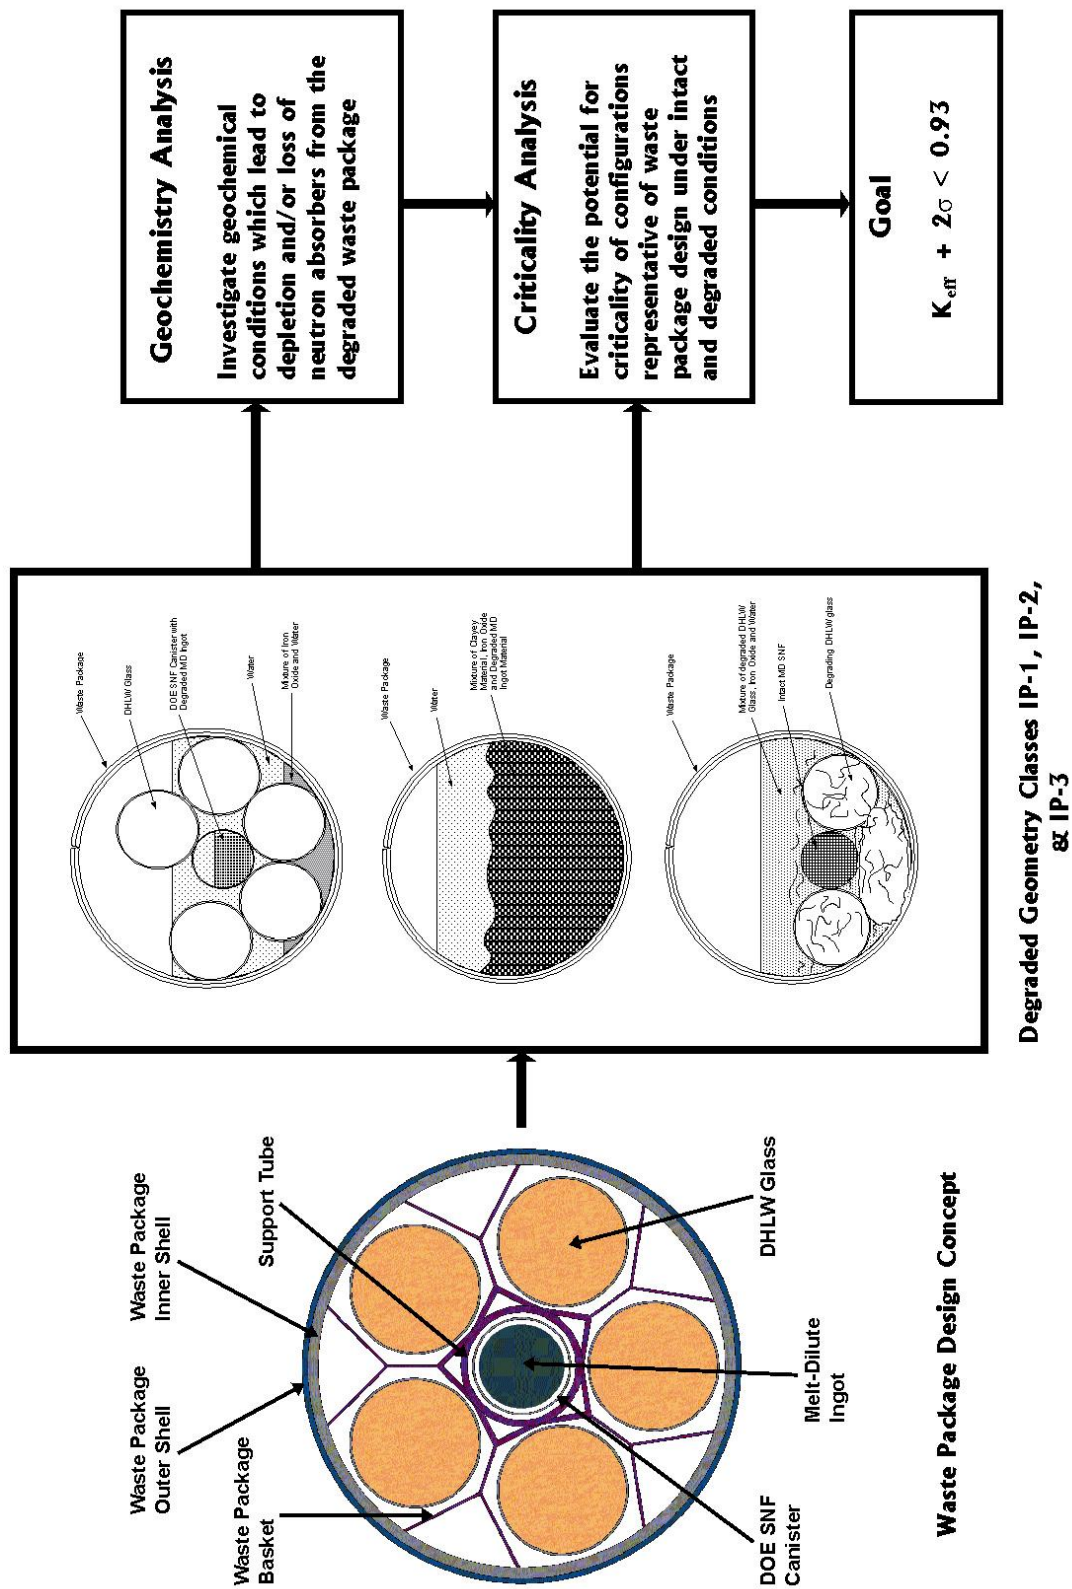 Waste Package
Outer Shell
Waste Package
Inner Shell
Waste Package
Basket
Support Tube
DOE SNF
Canister
Melt-Dilute
Ingot
DHLW Glass
Waste Package Design Concept
Waste Package
DHLW Glass
DOE SNF Canister with
Degraded MD Ingot
Water
Mixture of Iron
Oxide and Water
Waste Package
Water
Mixture of Clayey
Material, Iron Oxide
and Degraded MD
Ingot Material
Waste Package
Mixture of degraded DHLW
Glass, Iron Oxide and Water
Intact MD SNF
Degrading DHLW glass
Degraded Geometry Classes IP-1, IP-2,
& IP-3
Geochemistry Analysis
Investigate geochemical
conditions which lead to
depletion and/or loss of
neutron absorbers from the
degraded waste package
Criticality Analysis
Evaluate the potential for
criticality of configurations
representative of waste
package design under intact
and degraded conditions
Goal
Keff + 2σ < 0.93